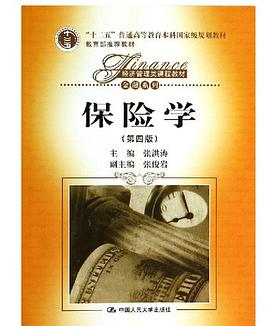 “十二五”普通高等教育本科国家级规划教材
教育部推荐教材
Finance
经济管理类课程教材
金融系列
保险学
(第四版)
主 编 张洪涛
副主编 张俊岩
中国人民大学出版社